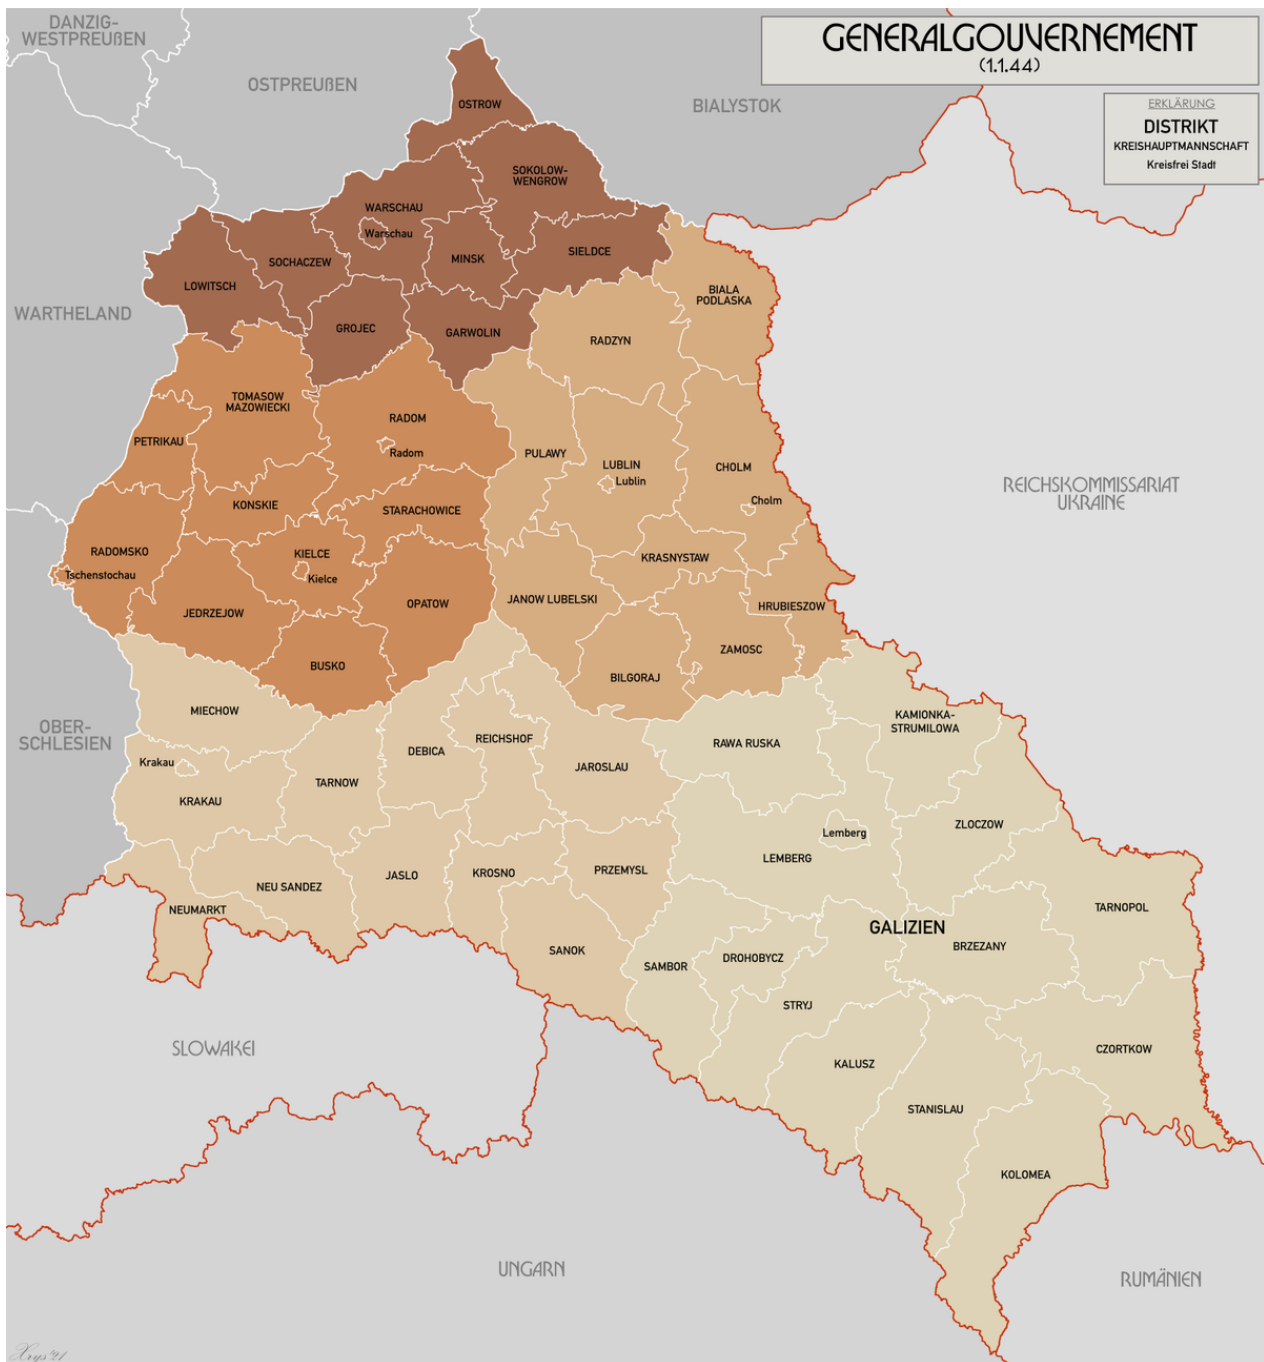 GENERALGOUVERNEMENT
(1.1.44)
ERKLÄRUNG
DISTRIKT
KREISHAUPTMANNSCHAFT
Kreisfrei Stadt
DANZIG-
WESTPREUßEN
OSTPREUßEN
BIALYSTOK
OSTROW
SOKOLOW-
WENGROW
WARSCHAU
Warschau
SOCHACZEW
MINSK
SIELDCE
LOWITSCH
BIALA
PODLASKA
WARTHELAND
GROJEC
GARWOLIN
RADZYN
TOMASOW
MAZOWIECKI
RADOM
Radom
PETRIKAU
PULAWY
LUBLIN
Lublin
CHOLM
Cholm
REICHSKOMMISSARIAT
UKRAINE
KONSKIE
STARACHOWICE
RADOMSKO
Tschenstochau
KIELCE
Kielce
KRASNYSTAW
JEDRZEJOW
OPATOW
JANOW LUBELSKI
HRUBIESZOW
BUSKO
BILGORAJ
ZAMOSC
MIECHOW
OBER-
SCHLESIEN
KAMIONKA-
STRUMILOWA
REICHSHOF
DEBICA
RAWA RUSKA
Krakau
KRAKAU
TARNOW
JAROSLAU
ZLOCZOW
Lemberg
LEMBERG
NEU SANDEZ
JASLO
KROSNO
PRZEMYSL
NEUMARKT
TARNOPOL
GALIZIEN
BRZEZANY
SANOK
SAMBOR
DROHOBYCZ
STRYJ
SLOWAKEI
CZORTKOW
KALUSZ
STANISLAU
KOLOMEA
UNGARN
RUMÄNIEN
Xrys '21